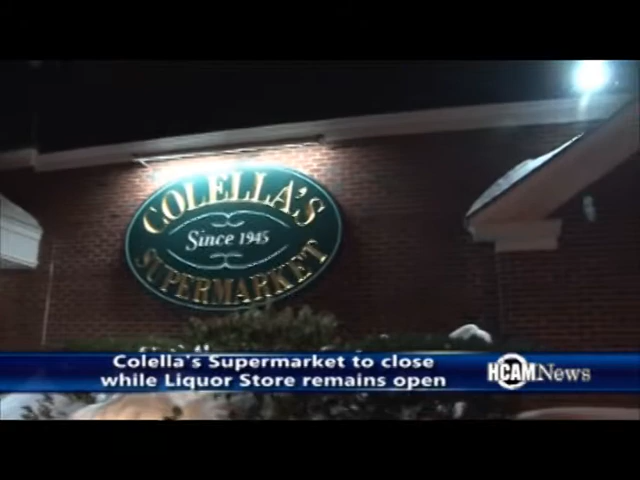 COLELLA'S
Since 1945
SUPERMARKET
Colella's Supermarket to close
while Liquor Store remains open
HCAMNEWS